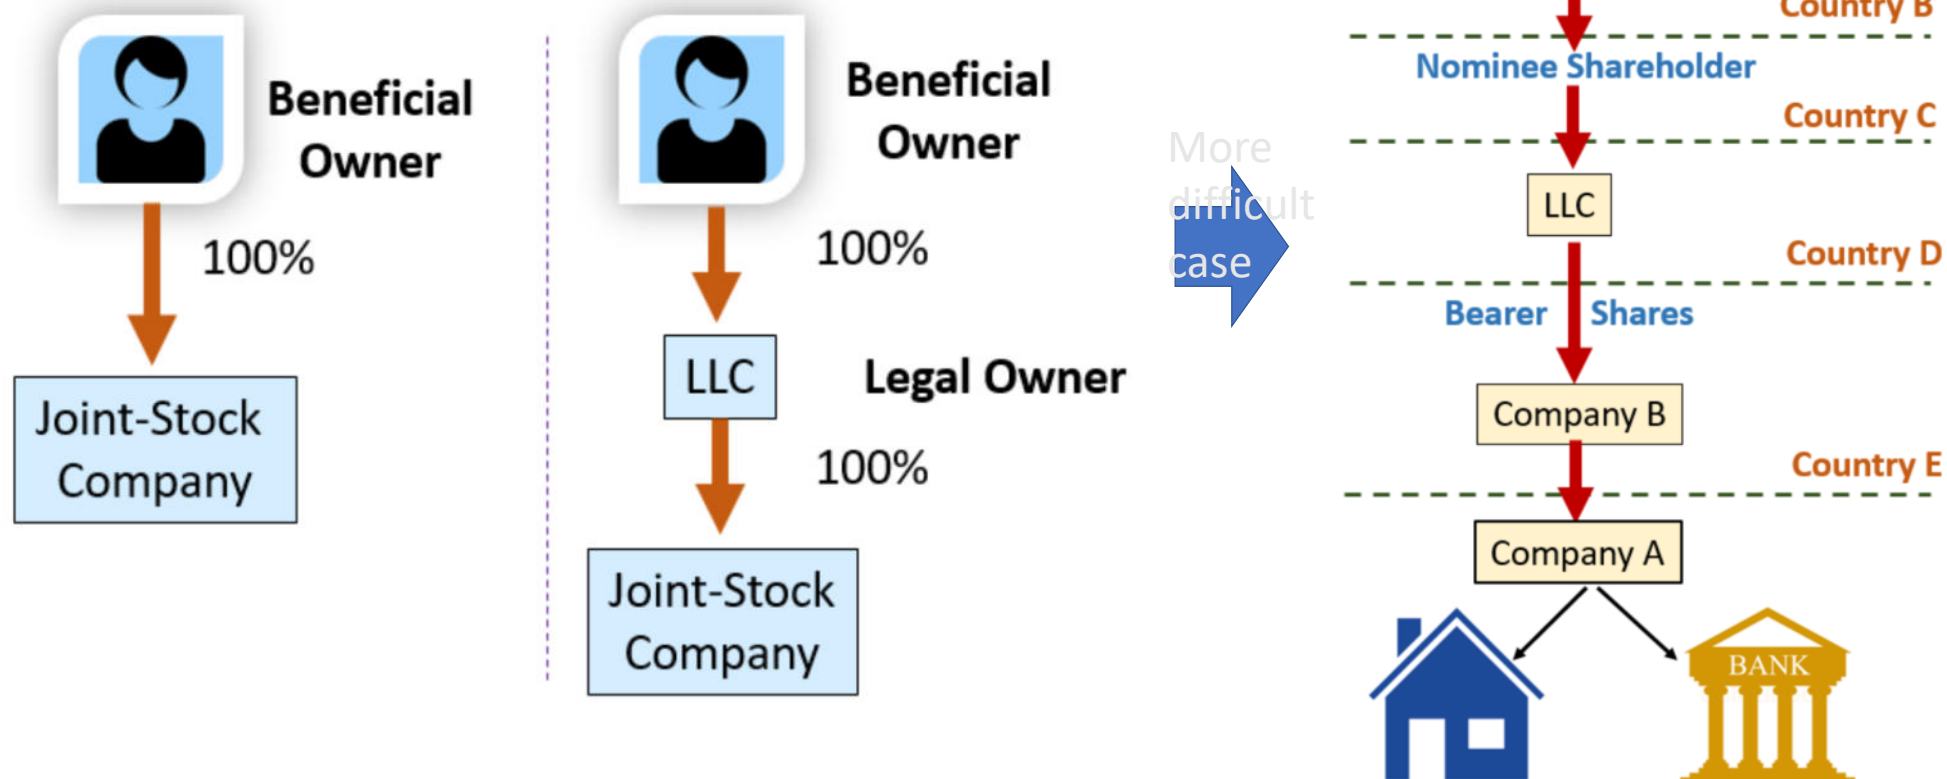 Beneficial
Owner
100%
Joint-Stock
Company
Beneficial
Owner
100%
LLC
Legal Owner
100%
Joint-Stock
Company
More
difficult
case
Country B
Nominee Shareholder
Country C
LLC
Country D
Bearer Shares
Company B
Country E
Company A
BANK